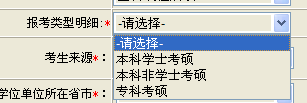 报考类型明细:* -请选择-
-请选择-
本科学士考硕
考生来源*: 本科非学士考硕
专科考硕
学位单位所在省市*: